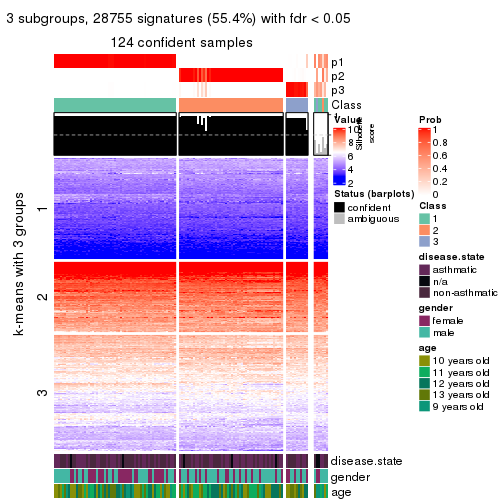 3 subgroups, 28755 signatures (55.4%) with fdr < 0.05
124 confident samples
p1
p2
p3
Class
Silhouette
score
k-means with 3 groups
1
2
3
disease.state
gender
age
Value
10
8
6
4
2
Status (barplots)
confident
ambiguous
Prob
1
0.8
0.6
0.4
0.2
0
Class
1
2
3
disease.state
asthmatic
n/a
non-asthmatic
gender
female
male
age
10 years old
11 years old
12 years old
13 years old
9 years old